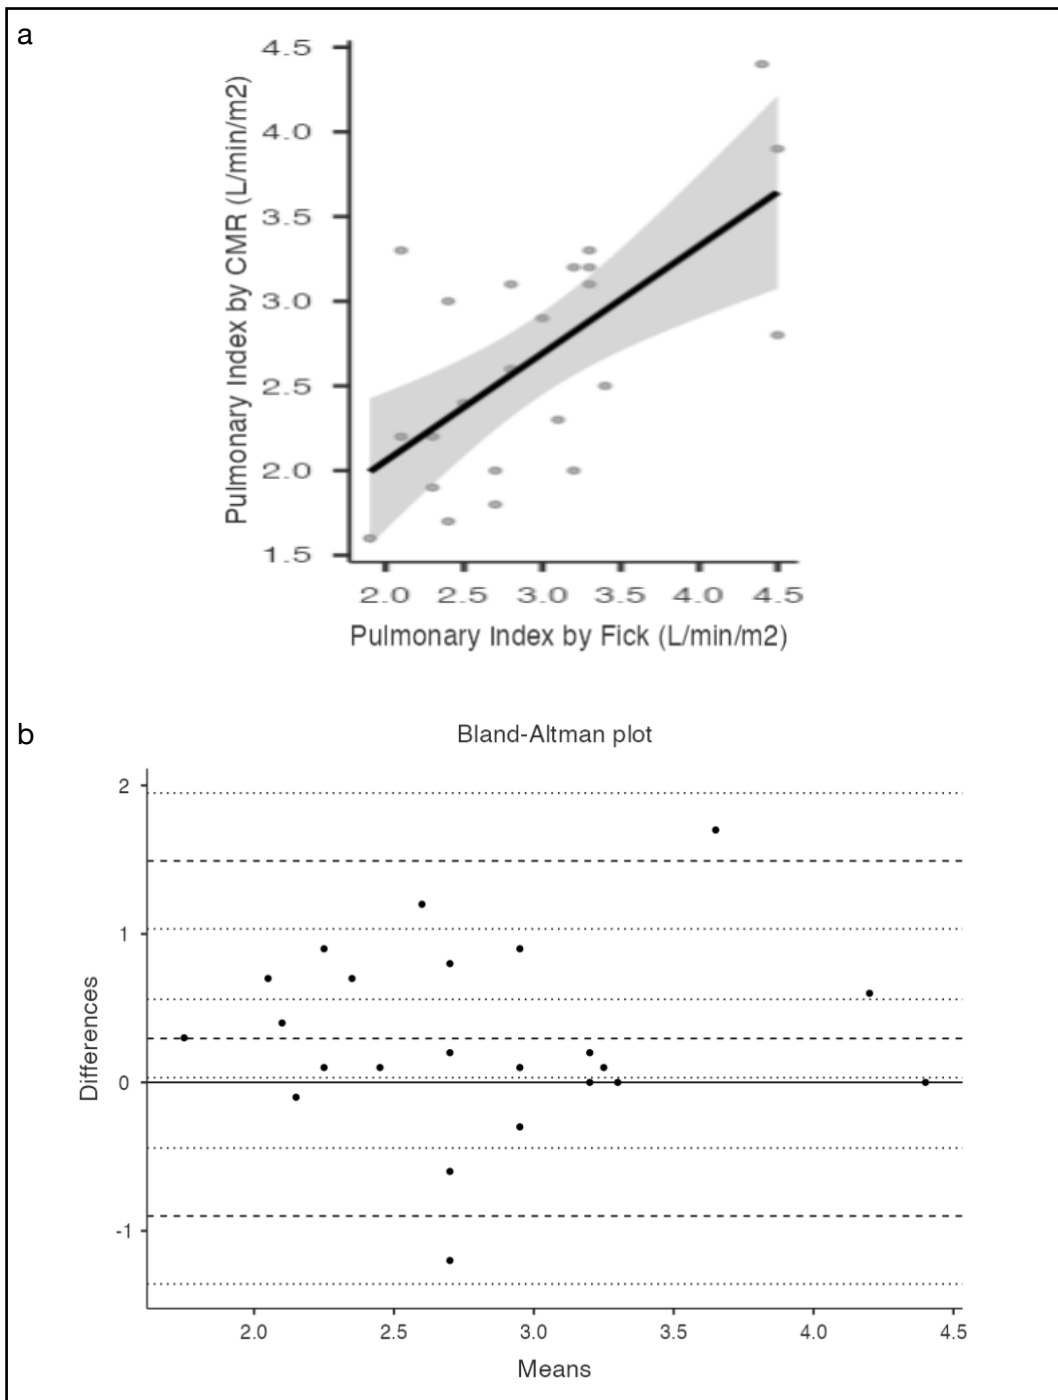 a
Pulmonary Index by CMR (L/min/m2)
4.5
4.0
3.5
3.0
2.5
2.0
1.5
2.0 2.5 3.0 3.5 4.0 4.5
Pulmonary Index by Fick (L/min/m2)
b
Bland-Altman plot
Differences
2
1
0
-1
2.0 2.5 3.0 3.5 4.0 4.5
Means